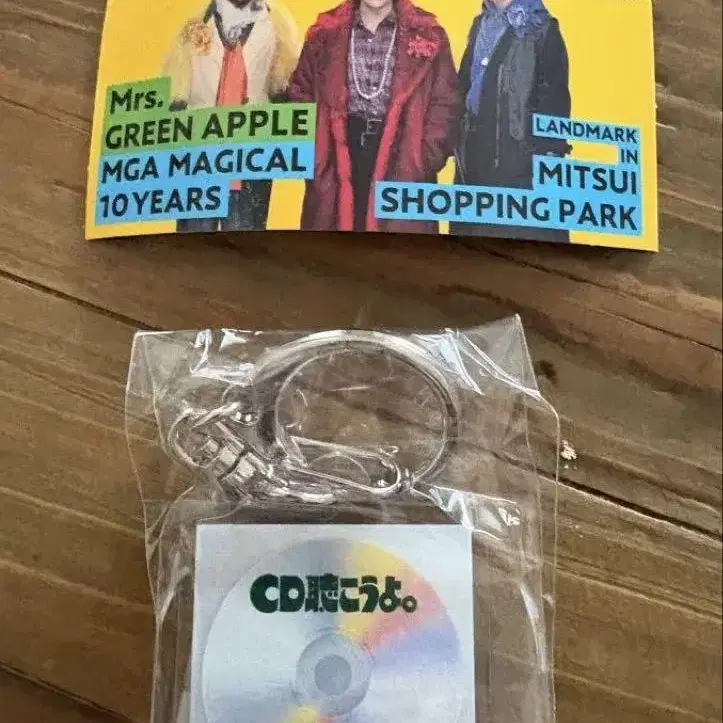 Mrs.
GREEN APPLE
MGA MAGICAL
10 YEARS
LANDMARK
IN
MITSUI
SHOPPING PARK
CD聴こうよ。